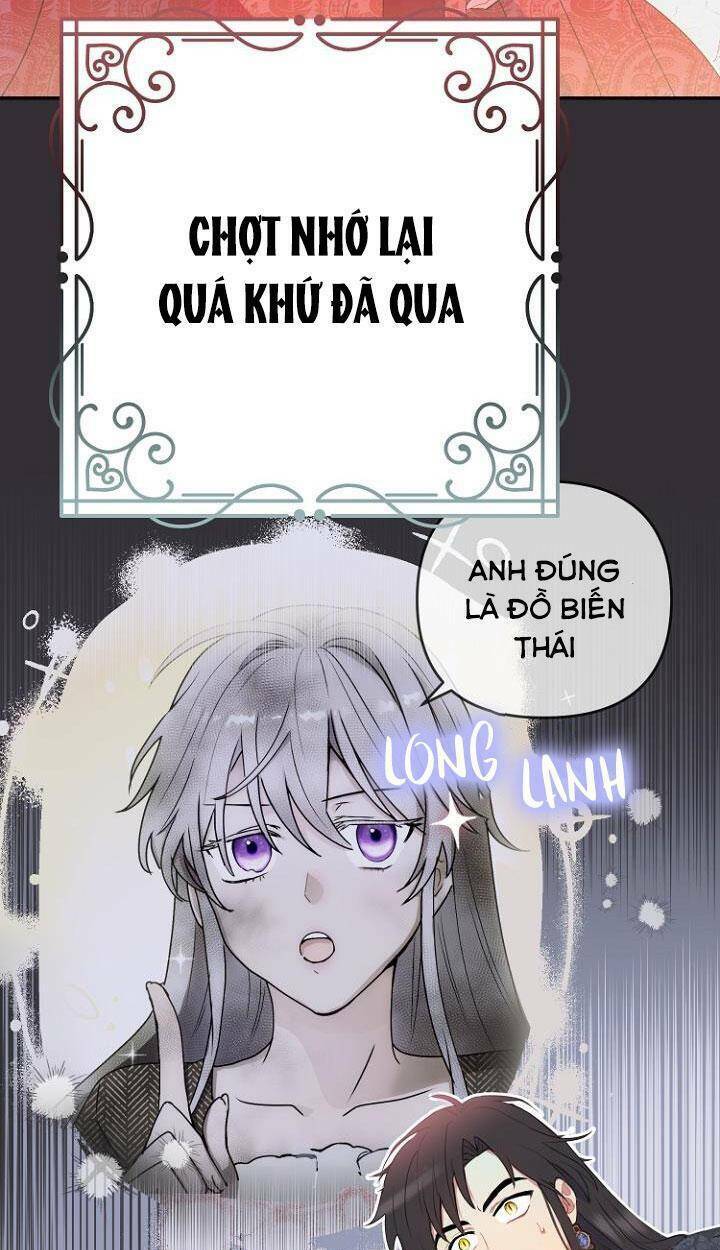 CHỢT NHỚ LẠI
QUÁ KHỨ ĐÃ QUA
ANH ĐÚNG
LÀ ĐỒ BIẾN
THÁI
LONG
LANH